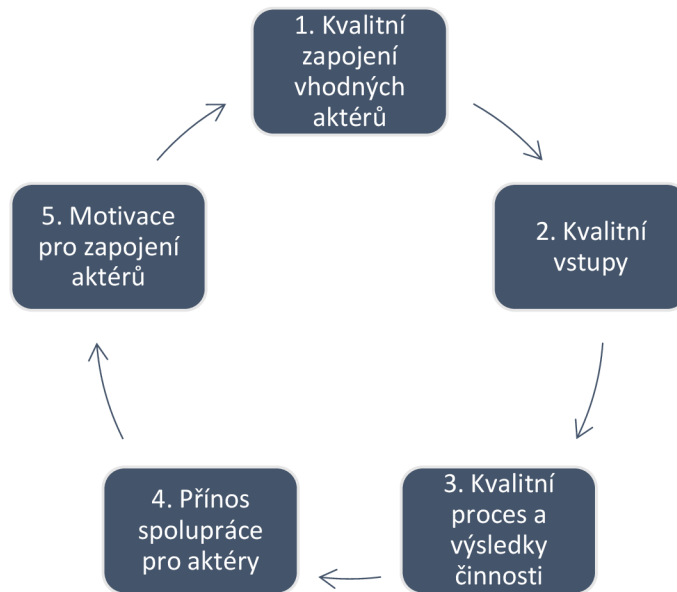 1. Kvalitní
zapojení
vhodných
aktérů
2. Kvalitní
vstupy
3. Kvalitní
proces a
výsledky
činnosti
4. Přínos
spolupráce
pro aktéry
5. Motivace
pro zapojení
aktérů